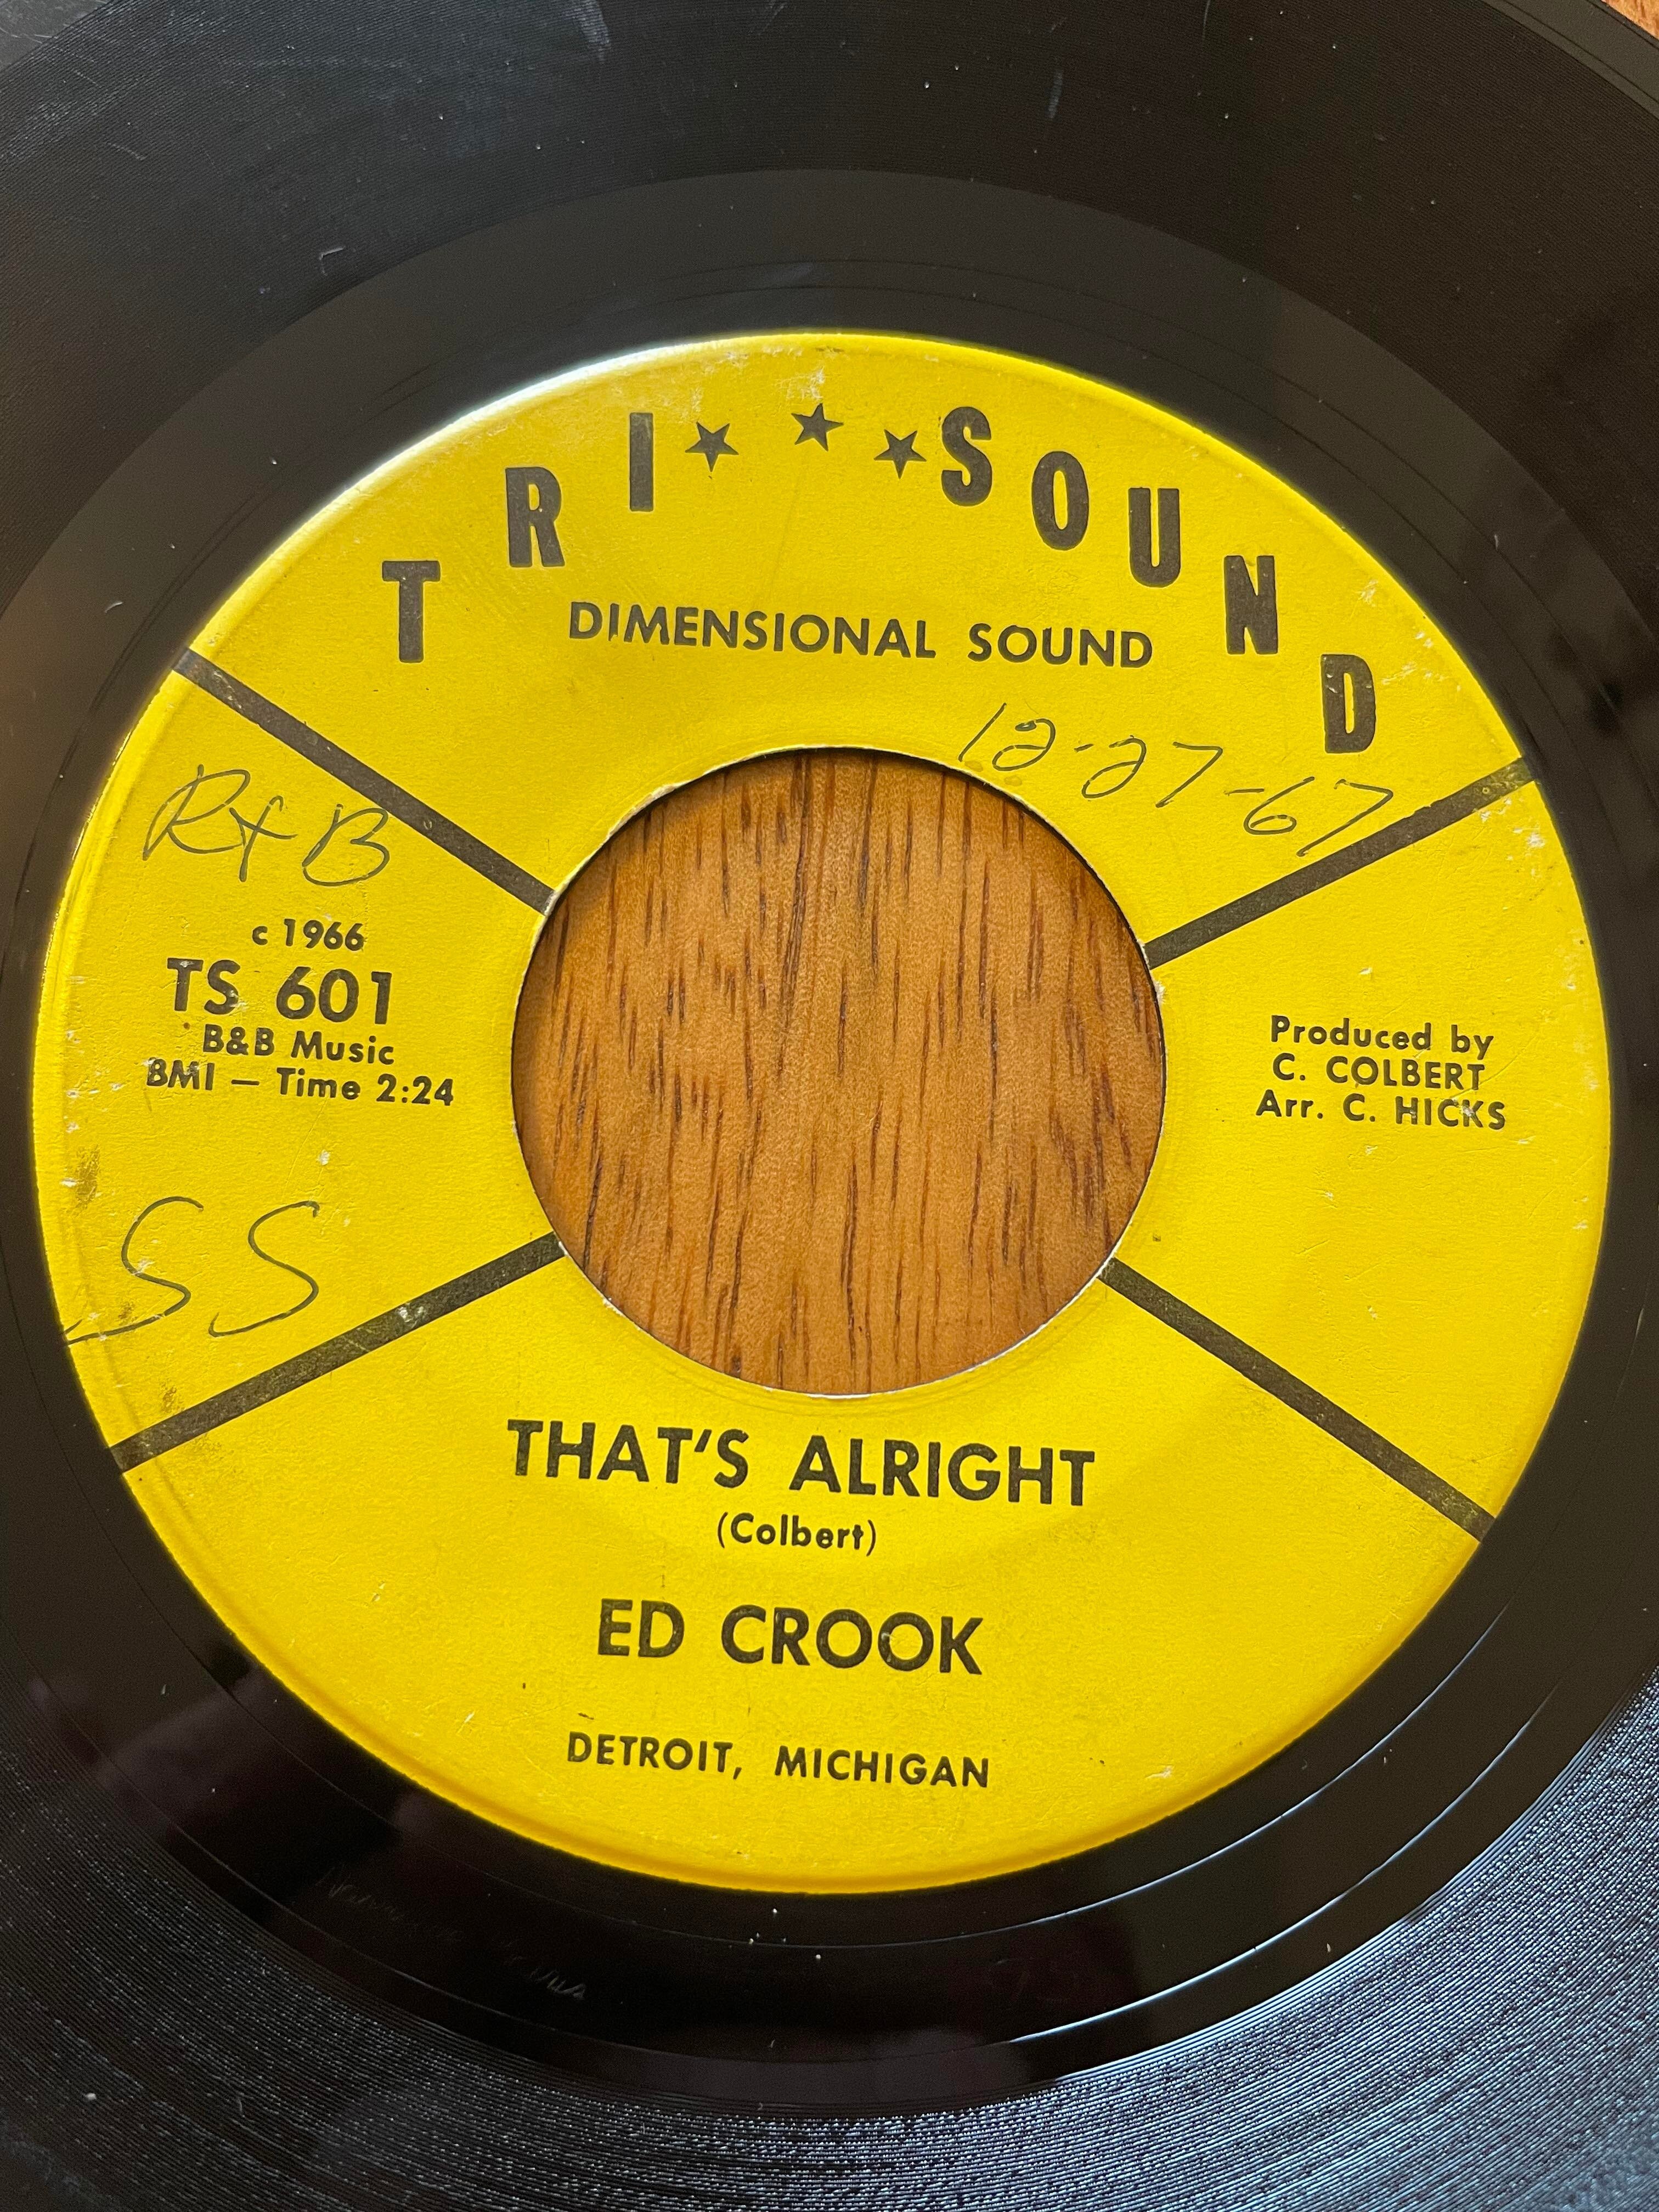 TRI★★★SOUND
DIMENSIONAL SOUND
12-27-67
R+B
c 1966
TS 601
B&B Music
BMI — Time 2:24
Produced by
C. COLBERT
Arr. C. HICKS
SS
THAT'S ALRIGHT
(Colbert)
ED CROOK
DETROIT, MICHIGAN